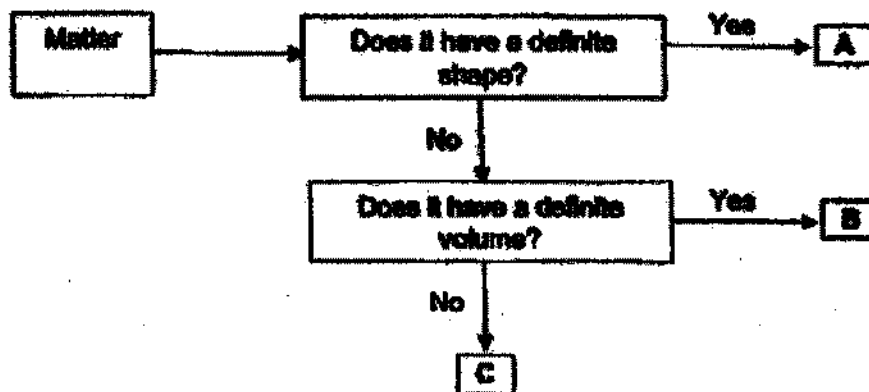 Matter
Does it have a definite
shape?
Yes
A
No
Does it have a definite
volume?
Yes
B
No
C